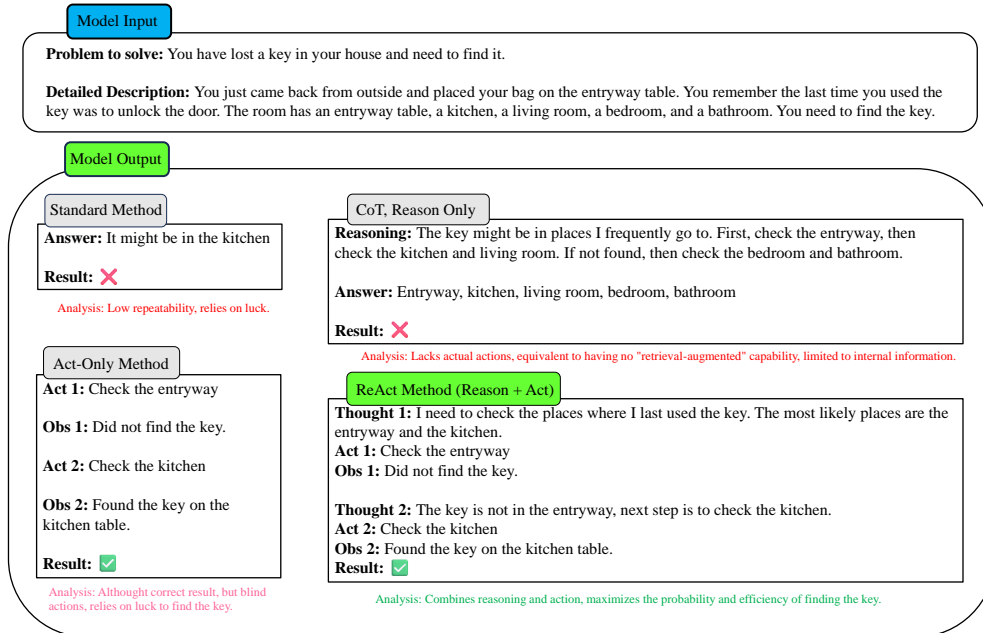 Model Input
Problem to solve: You have lost a key in your house and need to find it.
Detailed Description: You just came back from outside and placed your bag on the entryway table. You remember the last time you used the
key was to unlock the door. The room has an entryway table, a kitchen, a living room, a bedroom, and a bathroom. You need to find the key.
Model Output
Standard Method
Answer: It might be in the kitchen
Result: ❌
Analysis: Low repeatability, relies on luck.
CoT, Reason Only
Reasoning: The key might be in places I frequently go to. First, check the entryway, then
check the kitchen and living room. If not found, then check the bedroom and bathroom.
Answer: Entryway, kitchen, living room, bedroom, bathroom
Result: ❌
Analysis: Lacks actual actions, equivalent to having no "retrieval-augmented" capability, limited to internal information.
Act-Only Method
Act 1: Check the entryway
Obs 1: Did not find the key.
Act 2: Check the kitchen
Obs 2: Found the key on the
kitchen table.
Result: ✅
Analysis: Althought correct result, but blind
actions, relies on luck to find the key.
ReAct Method (Reason + Act)
Thought 1: I need to check the places where I last used the key. The most likely places are the
entryway and the kitchen.
Act 1: Check the entryway
Obs 1: Did not find the key.
Thought 2: The key is not in the entryway, next step is to check the kitchen.
Act 2: Check the kitchen
Obs 2: Found the key on the kitchen table.
Result: ✅
Analysis: Combines reasoning and action, maximizes the probability and efficiency of finding the key.